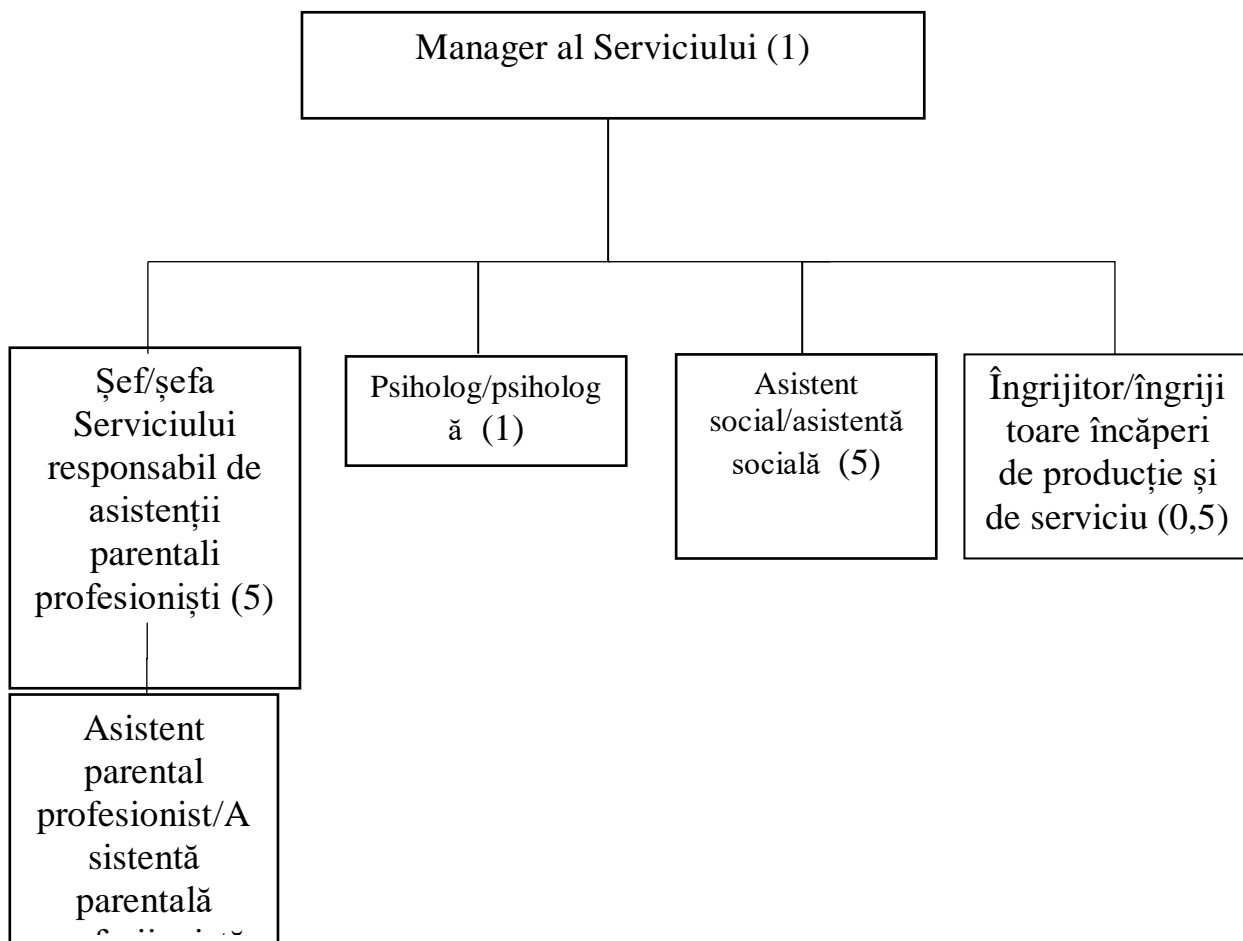 Manager al Serviciului (1)
Șef/șefa
Serviciului
responsabil de
asistenții
parentali
profesioniști (5)
Psiholog/psiholog
ă (1)
Asistent
social/asistentă
socială (5)
Îngrijitor/îngriji
toare încăperi
de producție și
de serviciu (0,5)
Asistent
parental
profesionist/A
sistentă
parentală